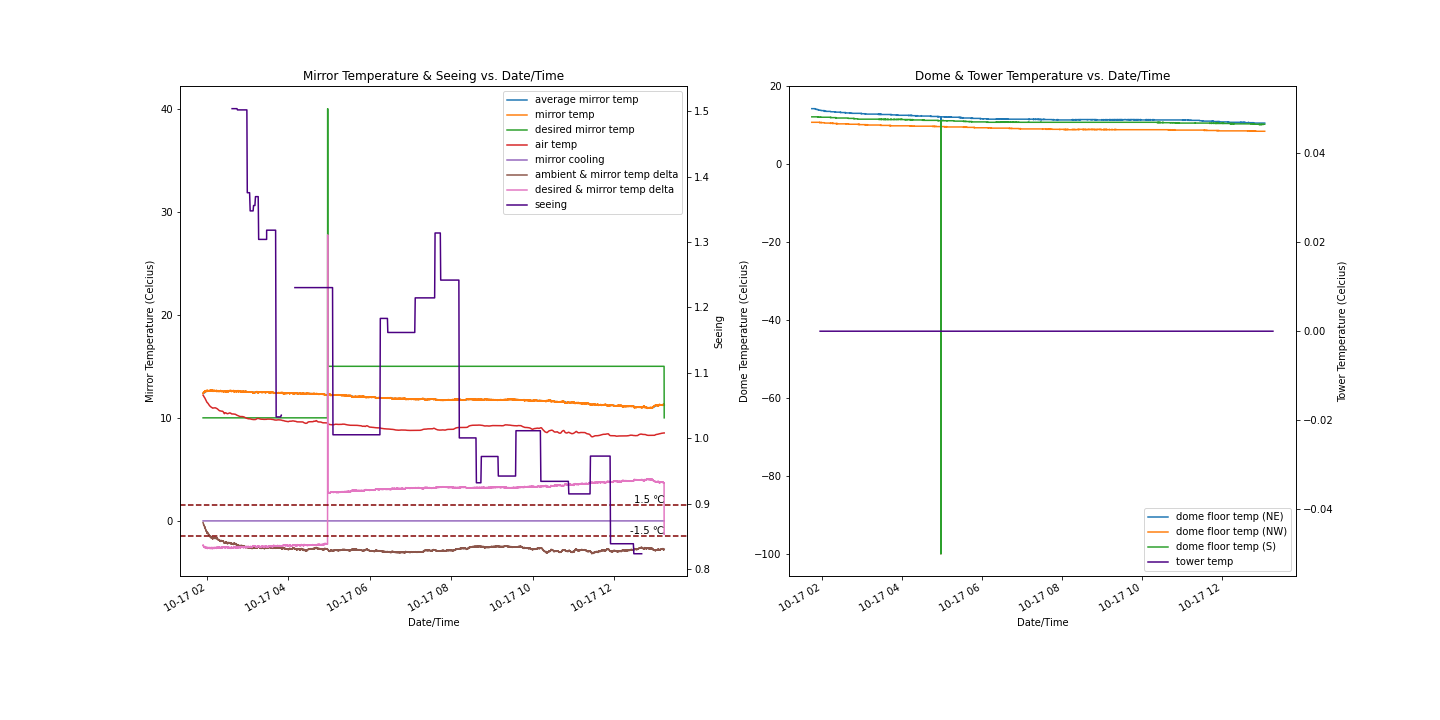 Mirror Temperature & Seeing vs. Date/Time
40
30
20
10
0
Mirror Temperature (Celcius)
average mirror temp
mirror temp
desired mirror temp
air temp
mirror cooling
ambient & mirror temp delta
desired & mirror temp delta
seeing
1.5 °C
-1.5 °C
1.5
1.4
1.3
1.2
1.1
1.0
0.9
0.8
Seeing
10-17 02
10-17 04
10-17 06
10-17 08
10-17 10
10-17 12
Date/Time
Dome & Tower Temperature vs. Date/Time
20
0
−20
−40
−60
−80
−100
Dome Temperature (Celcius)
0.04
0.02
0.00
−0.02
−0.04
Tower Temperature (Celcius)
dome floor temp (NE)
dome floor temp (NW)
dome floor temp (S)
tower temp
10-17 02
10-17 04
10-17 06
10-17 08
10-17 10
10-17 12
Date/Time